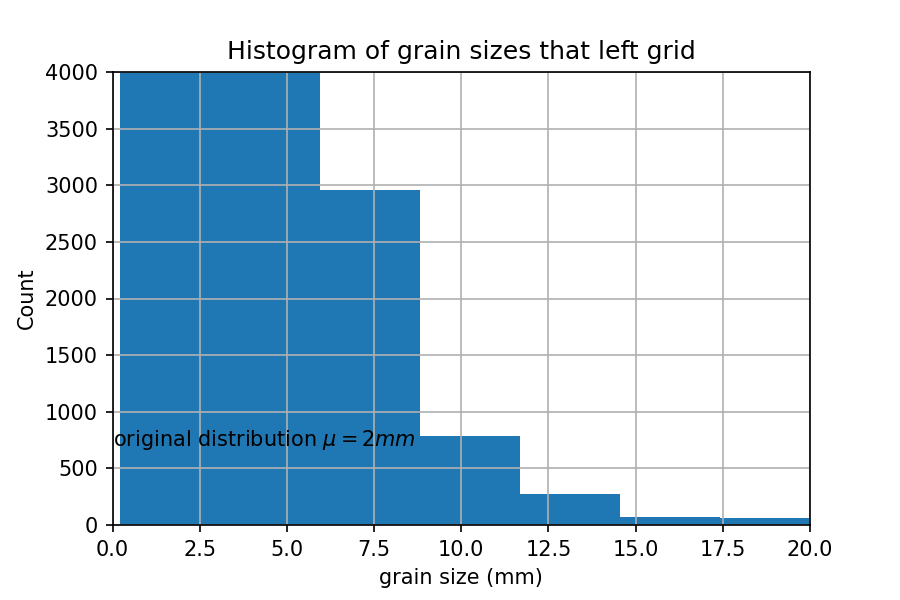 Histogram of grain sizes that left grid
4000
3500
3000
2500
2000
1500
1000
500
0
Count
original distribution μ = 2mm
0.0 2.5 5.0 7.5 10.0 12.5 15.0 17.5 20.0
grain size (mm)